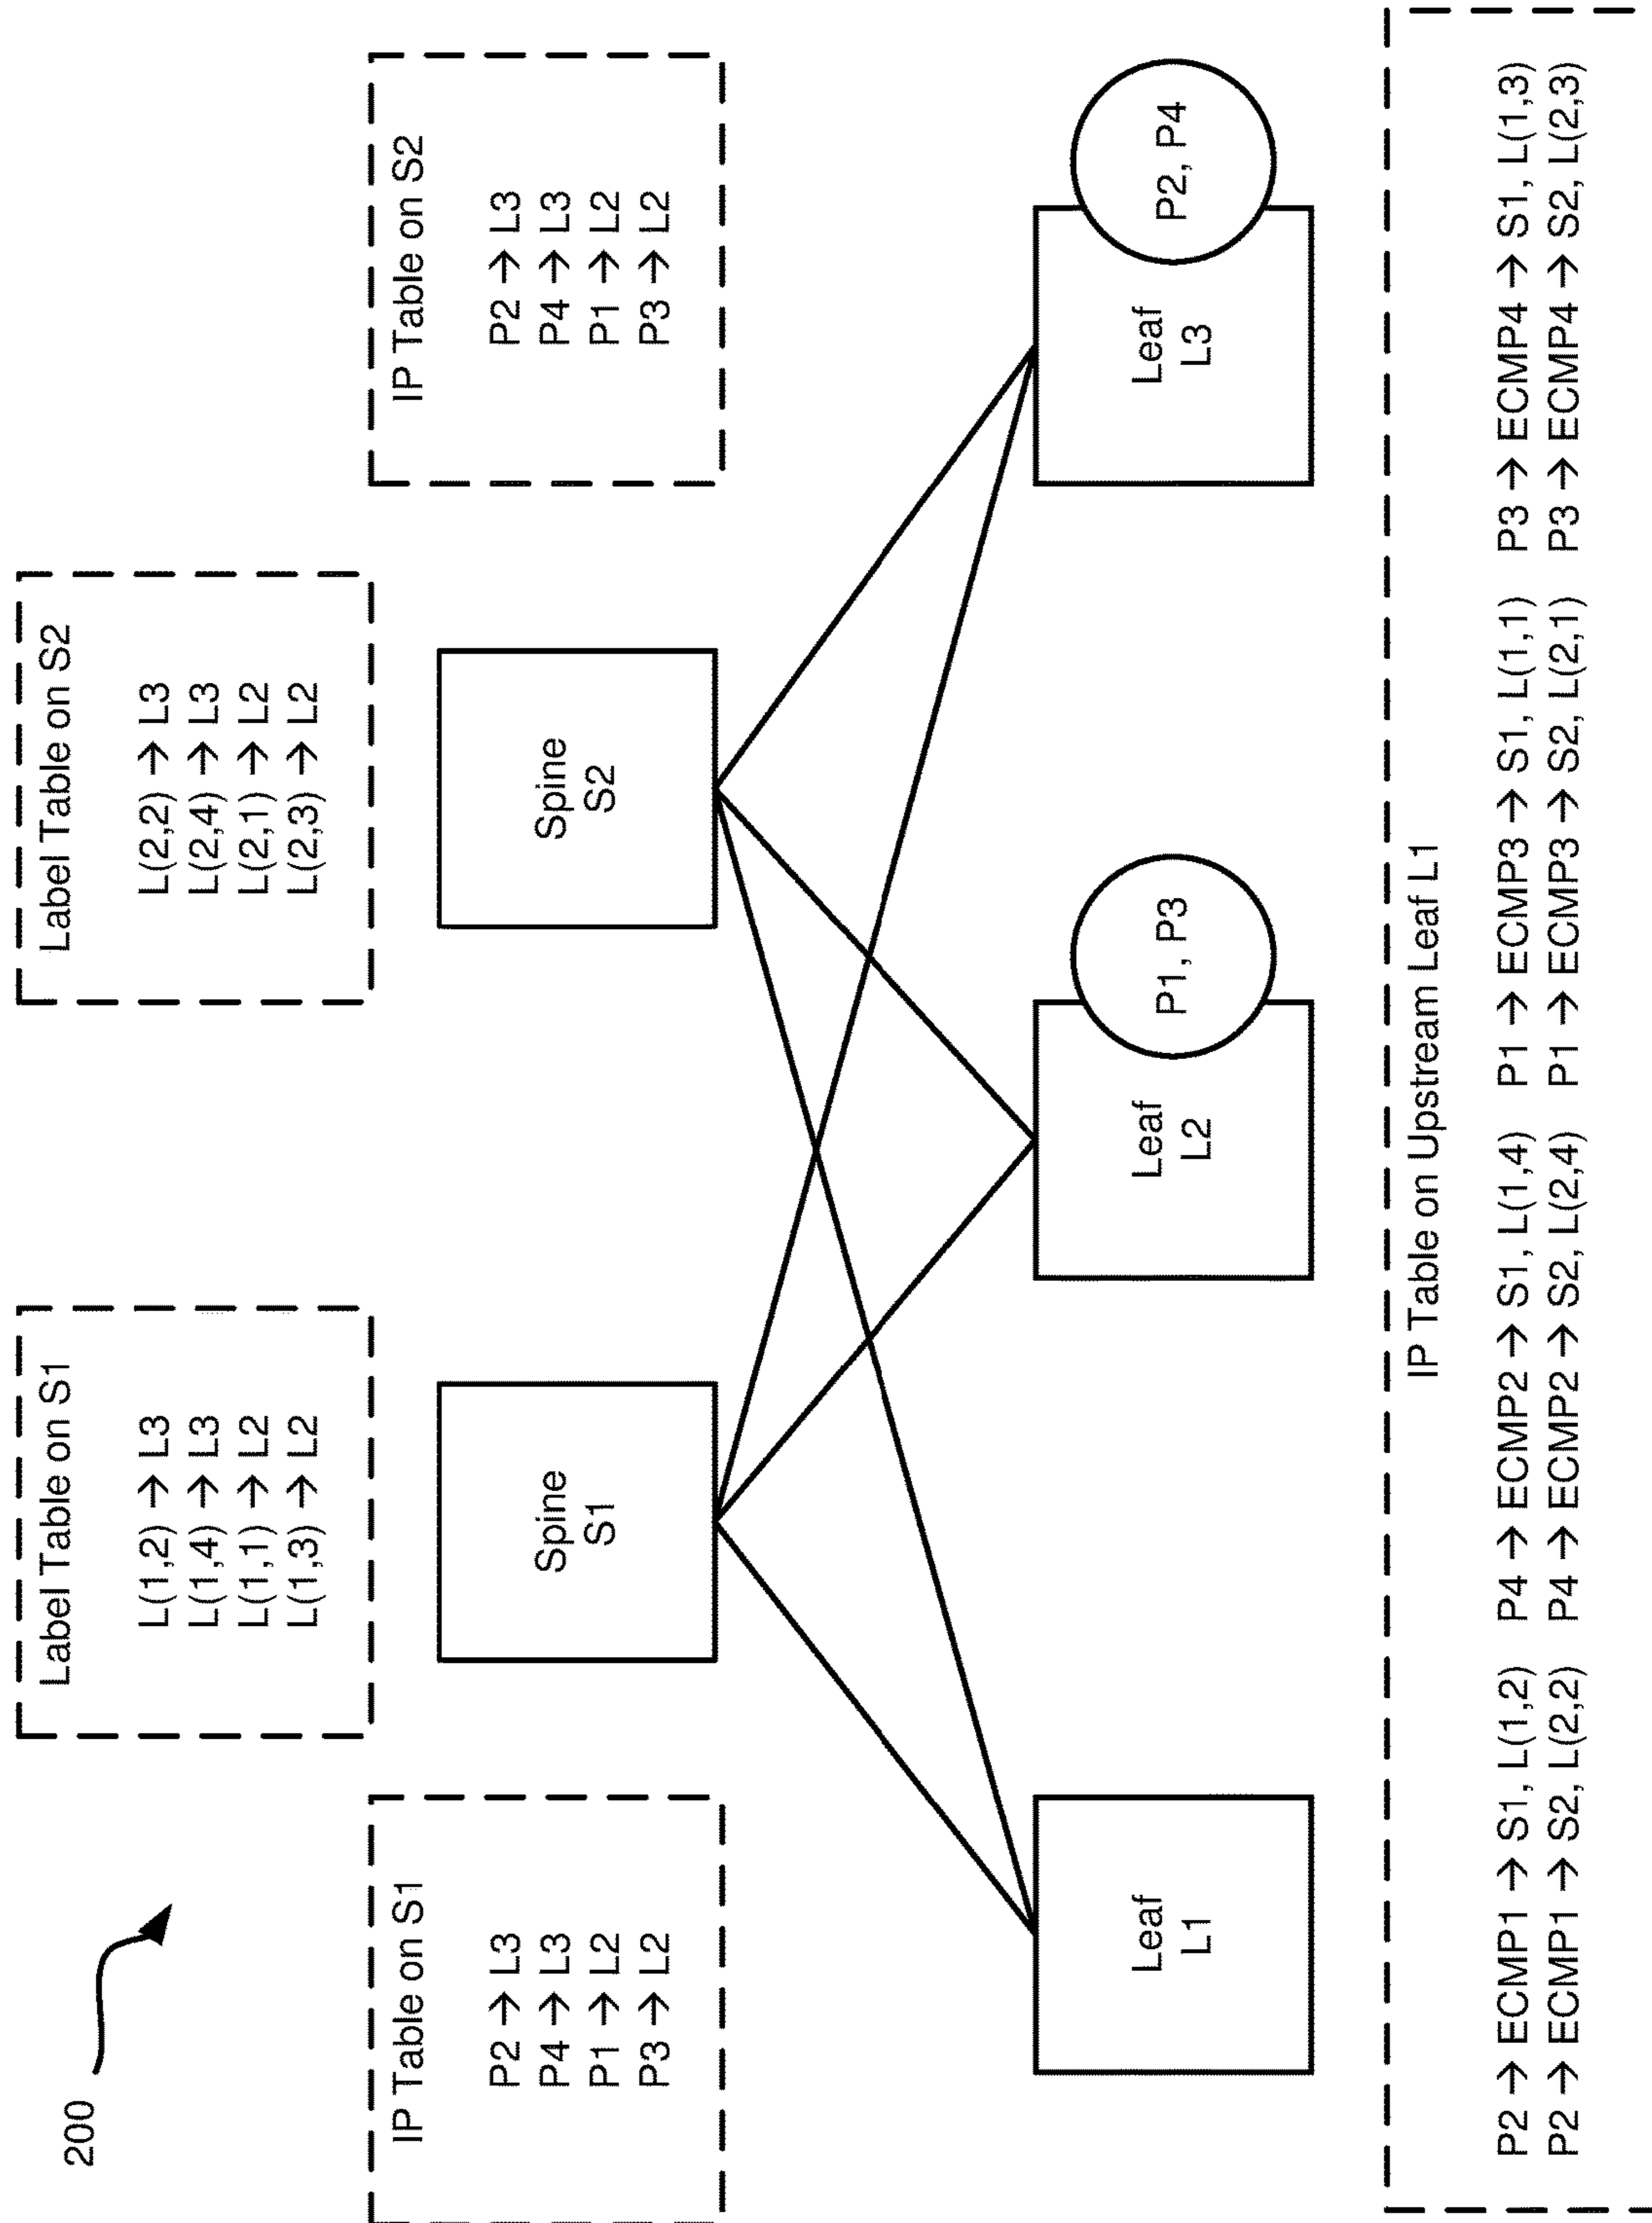 200
Label Table on S1
L(1,2) → L3
L(1,4) → L3
L(1,1) → L2
L(1,3) → L2
Label Table on S2
L(2,2) → L3
L(2,4) → L3
L(2,1) → L2
L(2,3) → L2
IP Table on S1
P2 → L3
P4 → L3
P1 → L2
P3 → L2
Spine
S1
Spine
S2
IP Table on S2
P2 → L3
P4 → L3
P1 → L2
P3 → L2
Leaf
L1
Leaf
L2
P1, P3
Leaf
L3
P2, P4
IP Table on Upstream Leaf L1
P2 → ECMP1 → S1, L(1,2) P4 → ECMP2 → S1, L(1,4) P1 → ECMP3 → S1, L(1,1) P3 → ECMP4 → S1, L(1,3)
P2 → ECMP1 → S2, L(2,2) P4 → ECMP2 → S2, L(2,4) P1 → ECMP3 → S2, L(2,1) P3 → ECMP4 → S2, L(2,3)